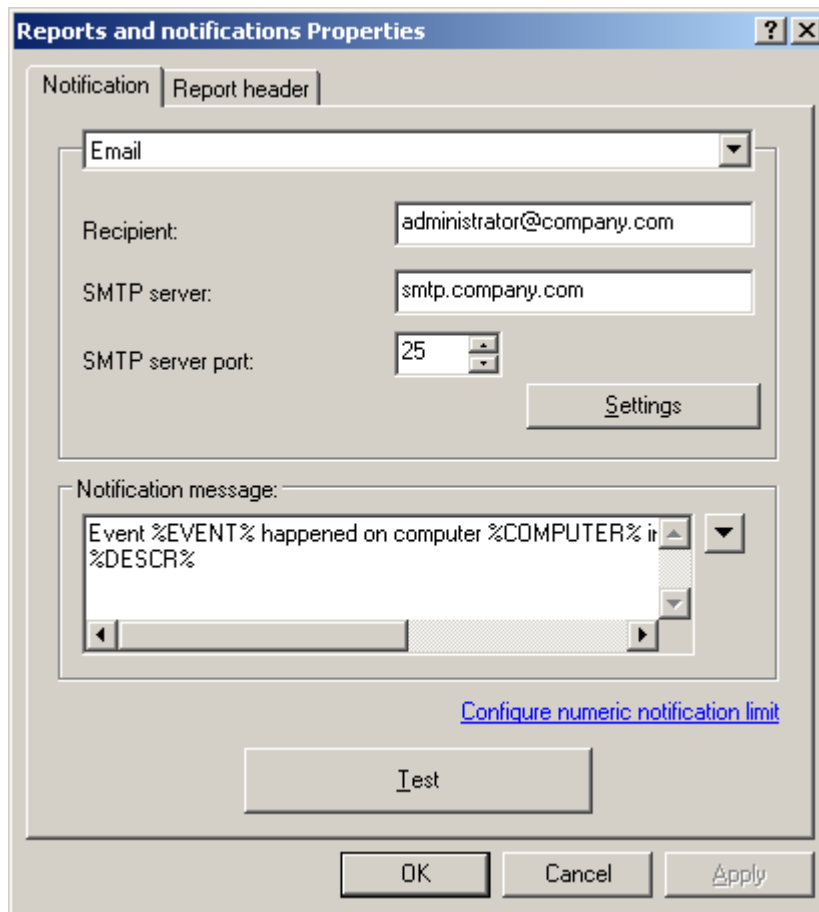 Reports and notifications Properties
Notification
Report header
Email
Recipient:
administrator@company.com
SMTP server:
smtp.company.com
SMTP server port:
25
Settings
Notification message:
Event %EVENT% happened on computer %COMPUTER%
%DESCR%
Configure numeric notification limit
Test
OK
Cancel
Apply